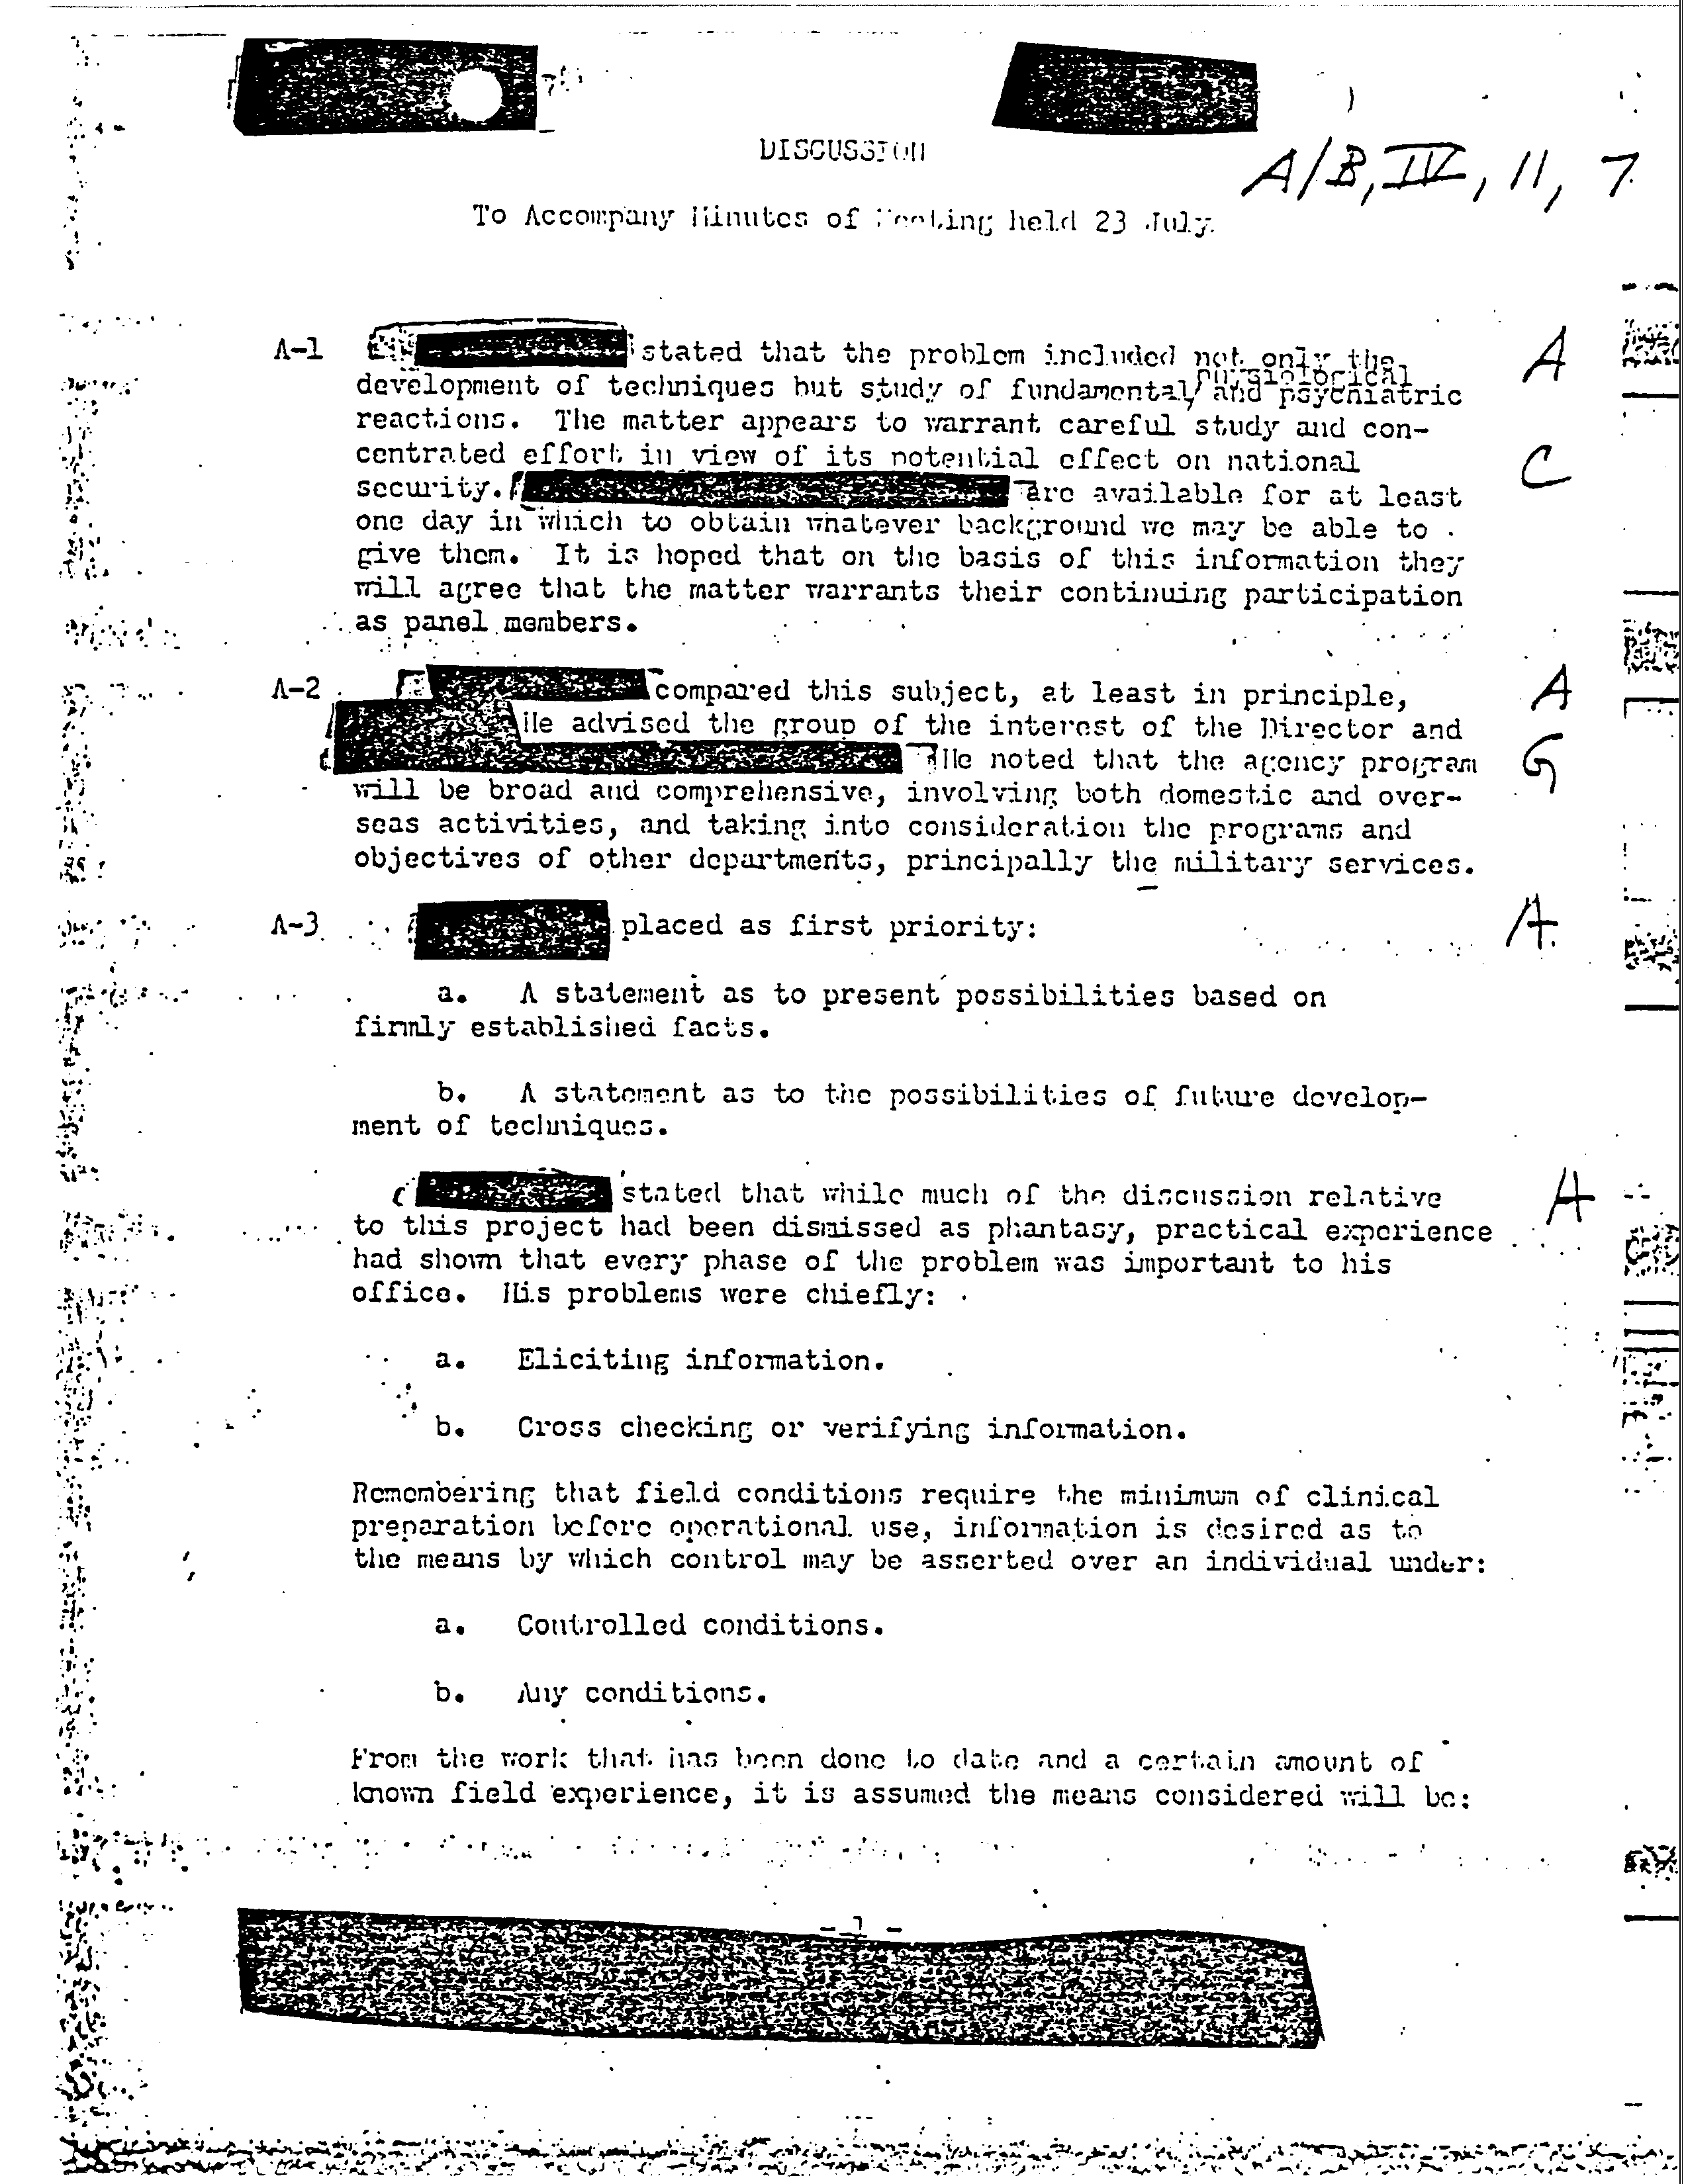 DISCUSSION
A/B, IV, 11, 7
To Accompany Minutes of Meeting held 23 July.
A-1 stated that the problem included not only the A
physiological
development of techniques but study of fundamental/ and psychiatric
reactions. The matter appears to warrant careful study and con-
centrated effort in view of its potential effect on national C
security. are available for at least
one day in which to obtain whatever background we may be able to
give them. It is hoped that on the basis of this information they
will agree that the matter warrants their continuing participation
as panel members.
A-2 compared this subject, at least in principle, A
He advised the group of the interest of the Director and
He noted that the agency program G
will be broad and comprehensive, involving both domestic and over-
seas activities, and taking into consideration the programs and
objectives of other departments, principally the military services.
A-3 placed as first priority: A.
a. A statement as to present possibilities based on
firmly established facts.
b. A statement as to the possibilities of future develop-
ment of techniques.
stated that while much of the discussion relative A
to this project had been dismissed as phantasy, practical experience
had shown that every phase of the problem was important to his
office. His problems were chiefly:
a. Eliciting information.
b. Cross checking or verifying information.
Remembering that field conditions require the minimum of clinical
preparation before operational use, information is desired as to
the means by which control may be asserted over an individual under:
a. Controlled conditions.
b. Any conditions.
From the work that has been done to date and a certain amount of
known field experience, it is assumed the means considered will be:
- 1 -